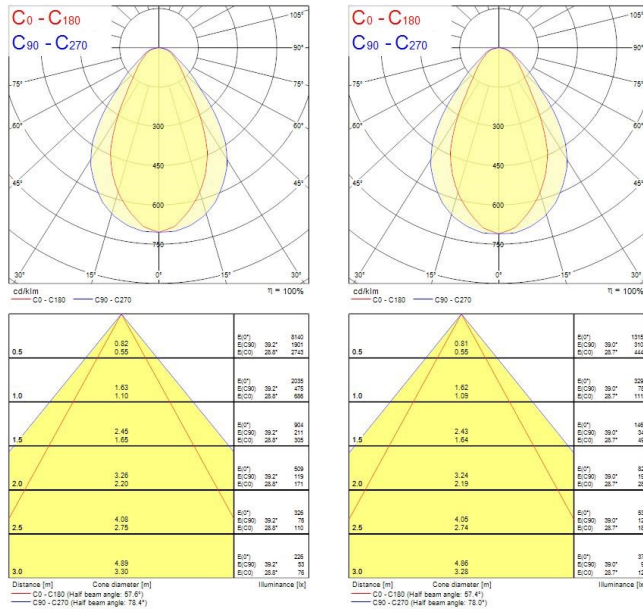 C0 - C180
C90 - C270
105°
90°
75°
75°
60°
60°
45°
45°
300
450
600
750
30°
15°
0°
15°
30°
cd/klm
η = 100%
C0 - C180 C90 - C270
0.5
0.82
0.55
E(0°) 8140
E(C90) 39.2° 1901
E(C0) 28.8° 2743
1.0
1.63
1.10
E(0°) 2035
E(C90) 39.2° 475
E(C0) 28.8° 686
1.5
2.45
1.65
E(0°) 904
E(C90) 39.2° 211
E(C0) 28.8° 305
2.0
3.26
2.20
E(0°) 509
E(C90) 39.2° 119
E(C0) 28.8° 171
2.5
4.08
2.74
E(0°) 326
E(C90) 39.2° 76
E(C0) 28.8° 110
3.0
4.89
3.30
E(0°) 226
E(C90) 39.2° 53
E(C0) 28.8° 76
Distance [m] Cone diameter [m] Illuminance [lx]
C0 - C180 (Half beam angle: 57.6°)
C90 - C270 (Half beam angle: 78.4°)
C0 - C180
C90 - C270
105°
90°
75°
75°
60°
60°
45°
45°
300
450
600
750
30°
15°
0°
15°
30°
cd/klm
η = 100%
C0 - C180 C90 - C270
0.5
0.81
0.55
E(0°)
E(C90) 39.0°
E(C0) 28.7°
1.0
1.62
1.09
E(0°)
E(C90) 39.0°
E(C0) 28.7°
1.5
2.43
1.64
E(0°)
E(C90) 39.0°
E(C0) 28.7°
2.0
3.24
2.19
E(0°)
E(C90) 39.0°
E(C0) 28.7°
2.5
4.05
2.74
E(0°)
E(C90) 39.0°
E(C0) 28.7°
3.0
4.86
3.28
E(0°)
E(C90) 39.0°
E(C0) 28.7°
Distance [m] Cone diameter [m] Illuminance [lx]
C0 - C180 (Half beam angle: 57.4°)
C90 - C270 (Half beam angle: 78.0°)